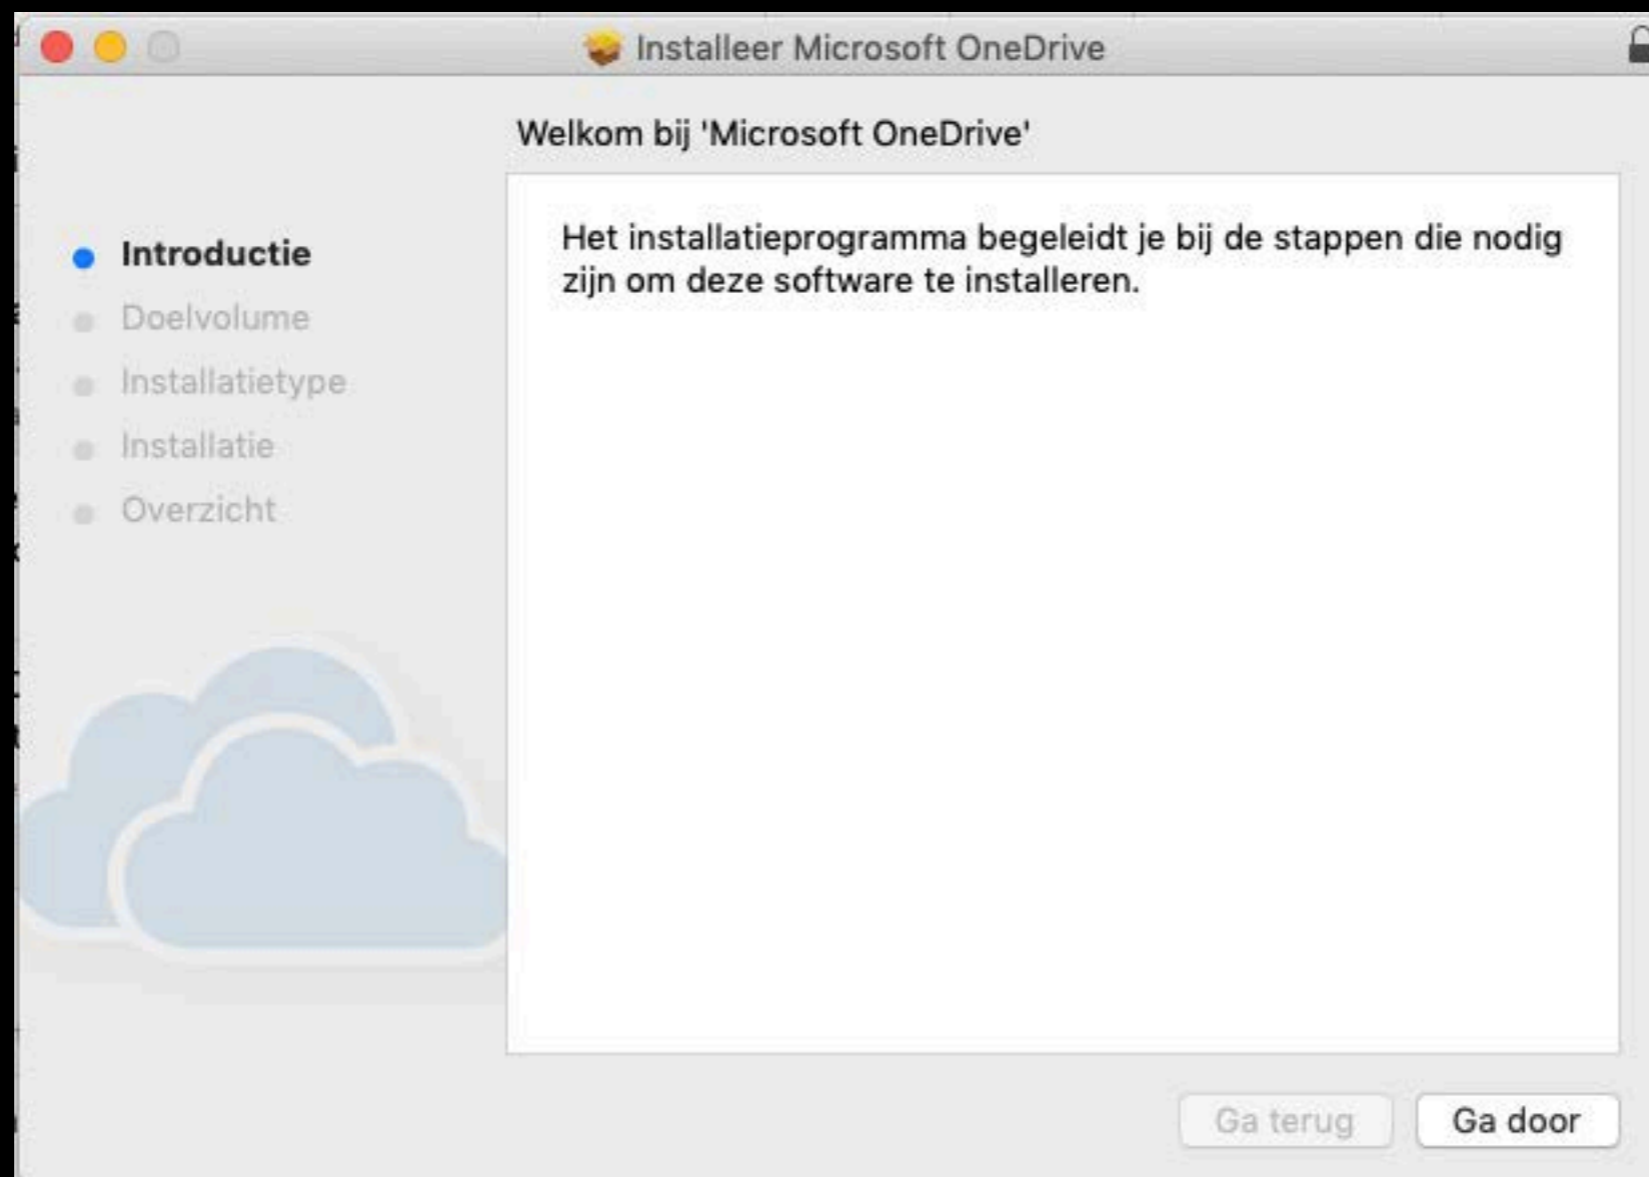 Installeer Microsoft OneDrive
Welkom bij 'Microsoft OneDrive'
Introductie
Doelvolume
Installatietype
Installatie
Overzicht
Het installatieprogramma begeleidt je bij de stappen die nodig
zijn om deze software te installeren.
Ga terug
Ga door